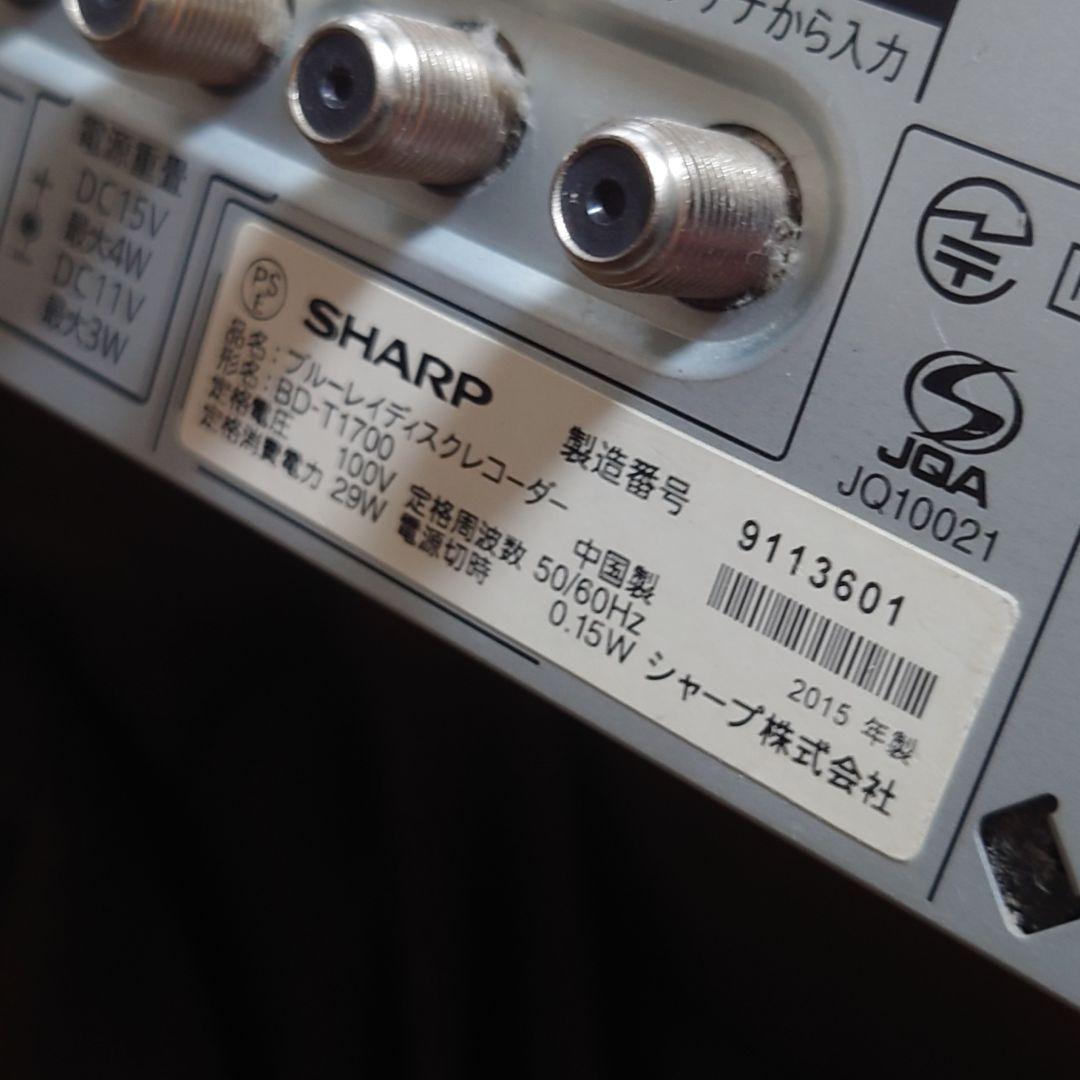 から入力
電源重畳
DC15V
最大4W
DC11V
最大3W
PS
E
SHARP
品名：ブルーレイディスクレコーダー
形名：BD-T1700
定格電圧 100V 定格周波数 50/60Hz
定格消費電力 29W 電源切時 0.15W
製造番号 9113601
中国製
2015 年製
シャープ株式会社
JQA
JQ10021